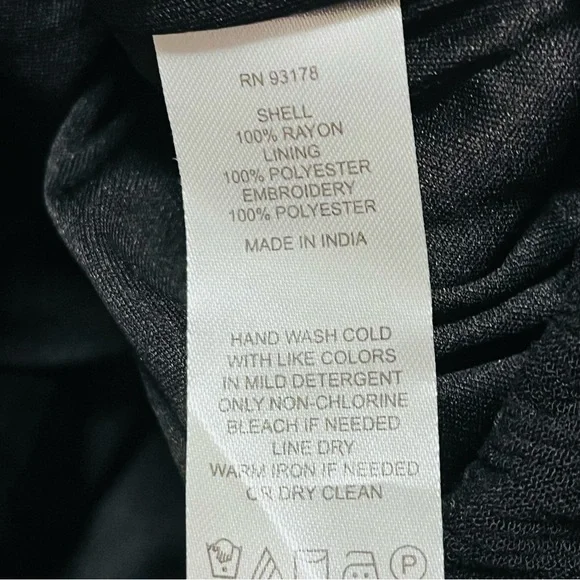 RN 93178
SHELL
100% RAYON
LINING
100% POLYESTER
EMBROIDERY
100% POLYESTER
MADE IN INDIA
HAND WASH COLD
WITH LIKE COLORS
IN MILD DETERGENT
ONLY NON-CHLORINE
BLEACH IF NEEDED
LINE DRY
WARM IRON IF NEEDED
OR DRY CLEAN
P